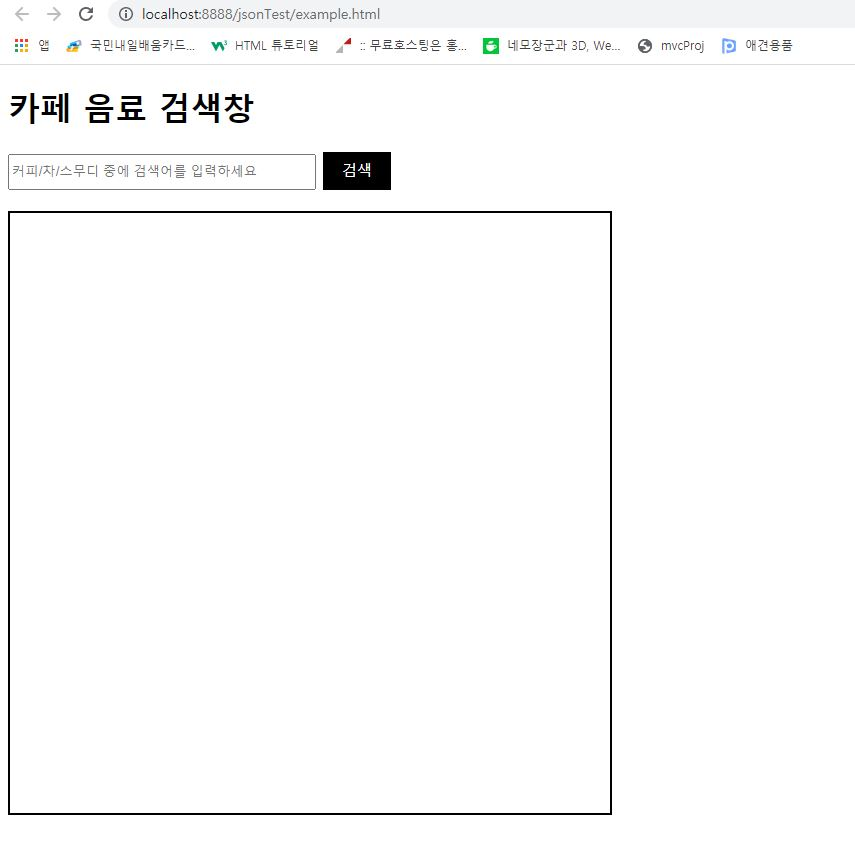 localhost:8888/jsonTest/example.html
앱 국민내일배움카드... W3 HTML 튜토리얼 :: 무료호스팅은 홍... 네모장군과 3D, We... mvcProj 애견용품
카페 음료 검색창
커피/차/스무디 중에 검색어를 입력하세요 검색